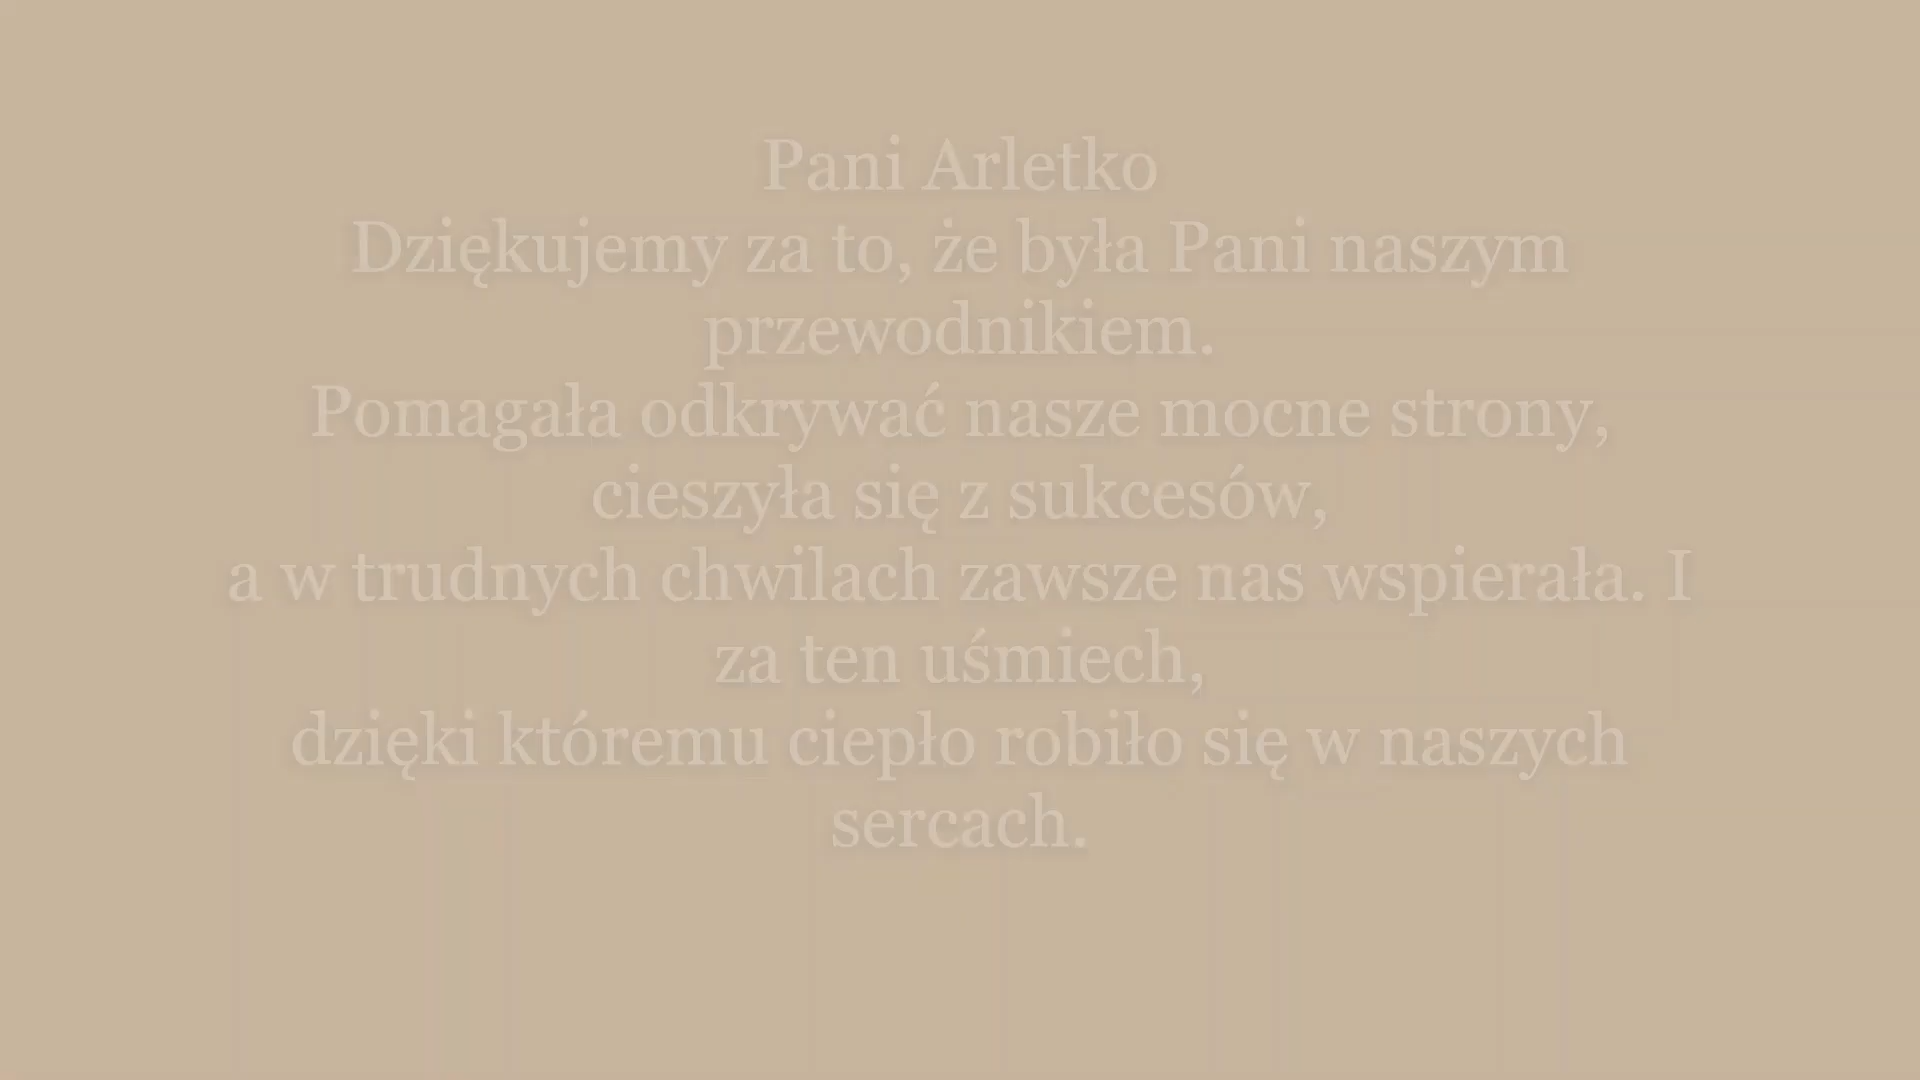 Pani Arletko
Dziękujemy za to, że była Pani naszym
przewodnikiem.
Pomagała odkrywać nasze mocne strony,
cieszyła się z sukcesów,
a w trudnych chwilach zawsze nas wspierała. I
za ten uśmiech,
dzięki któremu ciepło robiło się w naszych
sercach.